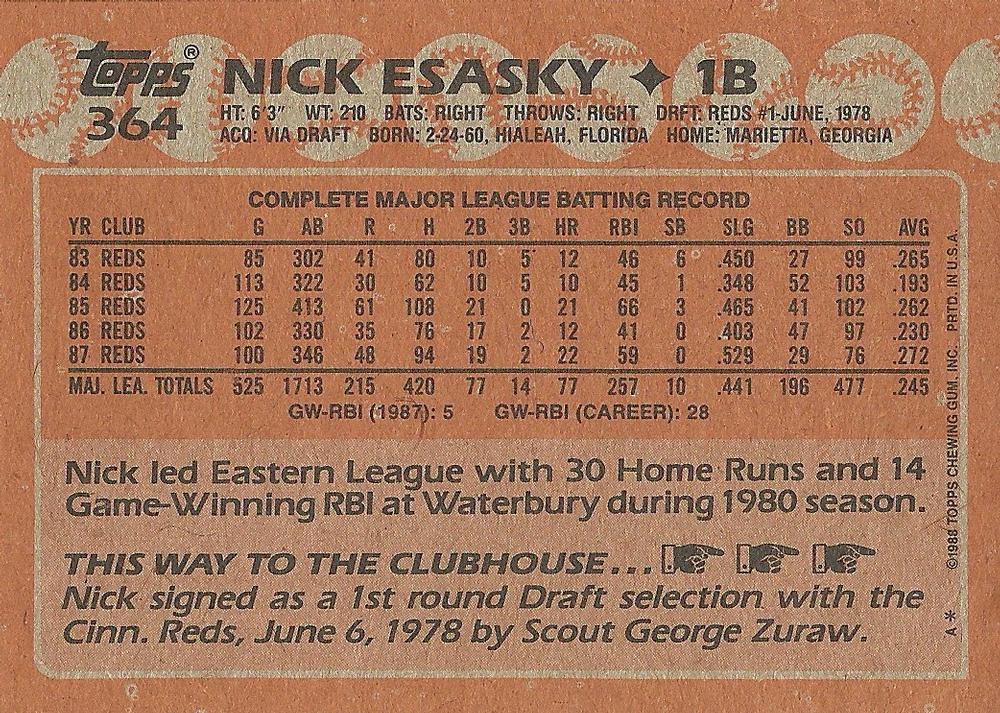 Topps® NICK ESASKY ✦ 1B
364
HT: 6'3" WT: 210 BATS: RIGHT THROWS: RIGHT DRFT: REDS #1-JUNE, 1978
ACQ: VIA DRAFT BORN: 2-24-60, HIALEAH, FLORIDA HOME: MARIETTA, GEORGIA
COMPLETE MAJOR LEAGUE BATTING RECORD
YR CLUB G AB R H 2B 3B HR RBI SB SLG BB SO AVG
83 REDS 85 302 41 80 10 5 12 46 6 .450 27 99 .265
84 REDS 113 322 30 62 10 5 10 45 1 .348 52 103 .193
85 REDS 125 413 61 108 21 0 21 66 3 .465 41 102 .262
86 REDS 102 330 35 76 17 2 12 41 0 .403 47 97 .230
87 REDS 100 346 48 94 19 2 22 59 0 .529 29 76 .272
MAJ. LEA. TOTALS 525 1713 215 420 77 14 77 257 10 .441 196 477 .245
GW-RBI (1987): 5 GW-RBI (CAREER): 28
Nick led Eastern League with 30 Home Runs and 14
Game-Winning RBI at Waterbury during 1980 season.
THIS WAY TO THE CLUBHOUSE...
Nick signed as a 1st round Draft selection with the
Cinn. Reds, June 6, 1978 by Scout George Zuraw.
A* ©1988 TOPPS CHEWING GUM, INC. PRTD. IN U.S.A.